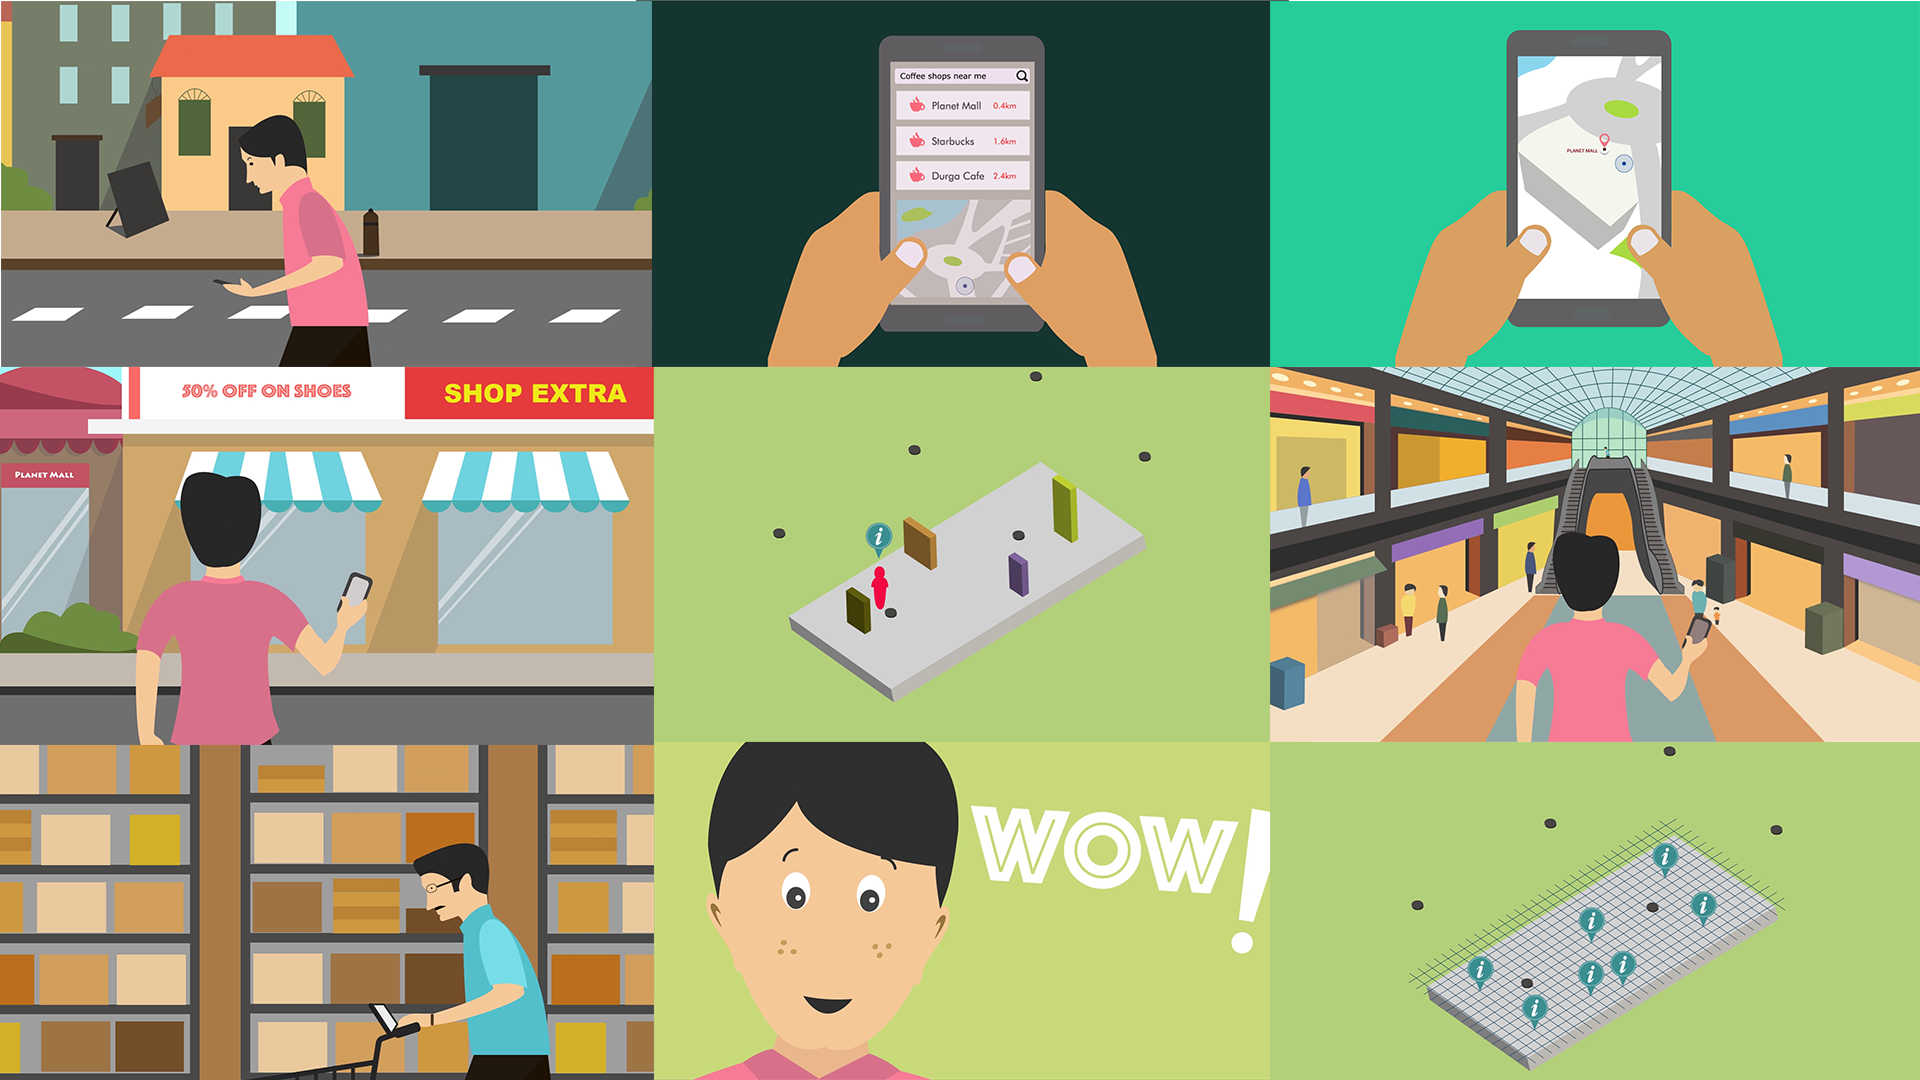 Coffee shops near me
Planet Mall 0.4km
Starbucks 1.6km
Durga Cafe 2.4km
PLANET MALL
50% OFF ON SHOES
SHOP EXTRA
PLANET MALL
i
WOW!
i
i
i
i
i
i
i